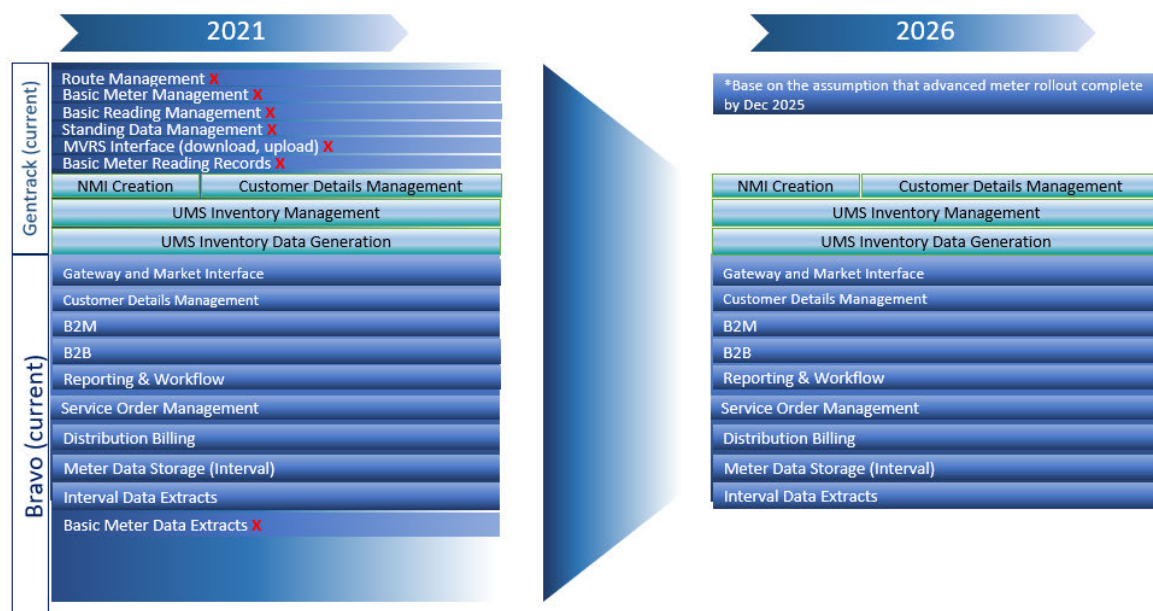 2021
2026
Gentrack (current)
Route Management X
Basic Meter Management X
Basic Reading Management X
Standing Data Management X
MVRS Interface (download, upload) X
Basic Meter Reading Records X
NMI Creation
Customer Details Management
UMS Inventory Management
UMS Inventory Data Generation
Bravo (current)
Gateway and Market Interface
Customer Details Management
B2M
B2B
Reporting & Workflow
Service Order Management
Distribution Billing
Meter Data Storage (Interval)
Interval Data Extracts
Basic Meter Data Extracts X
*Base on the assumption that advanced meter rollout complete
by Dec 2025
NMI Creation
Customer Details Management
UMS Inventory Management
UMS Inventory Data Generation
Gateway and Market Interface
Customer Details Management
B2M
B2B
Reporting & Workflow
Service Order Management
Distribution Billing
Meter Data Storage (Interval)
Interval Data Extracts